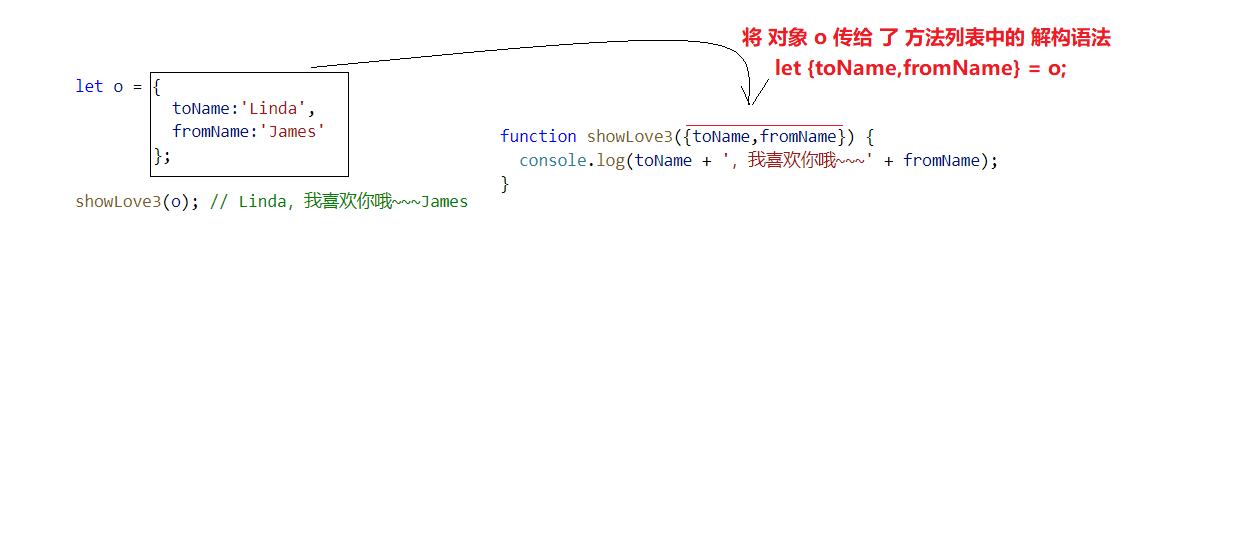 将 对象 o 传给 了 方法列表中的 解构语法
let {toName,fromName} = o;
let o = {
toName:'Linda',
fromName:'James'
};
showLove3(o); // Linda, 我喜欢你哦~~~James
function showLove3({toName,fromName}) {
console.log(toName + ', 我喜欢你哦~~~' + fromName);
}